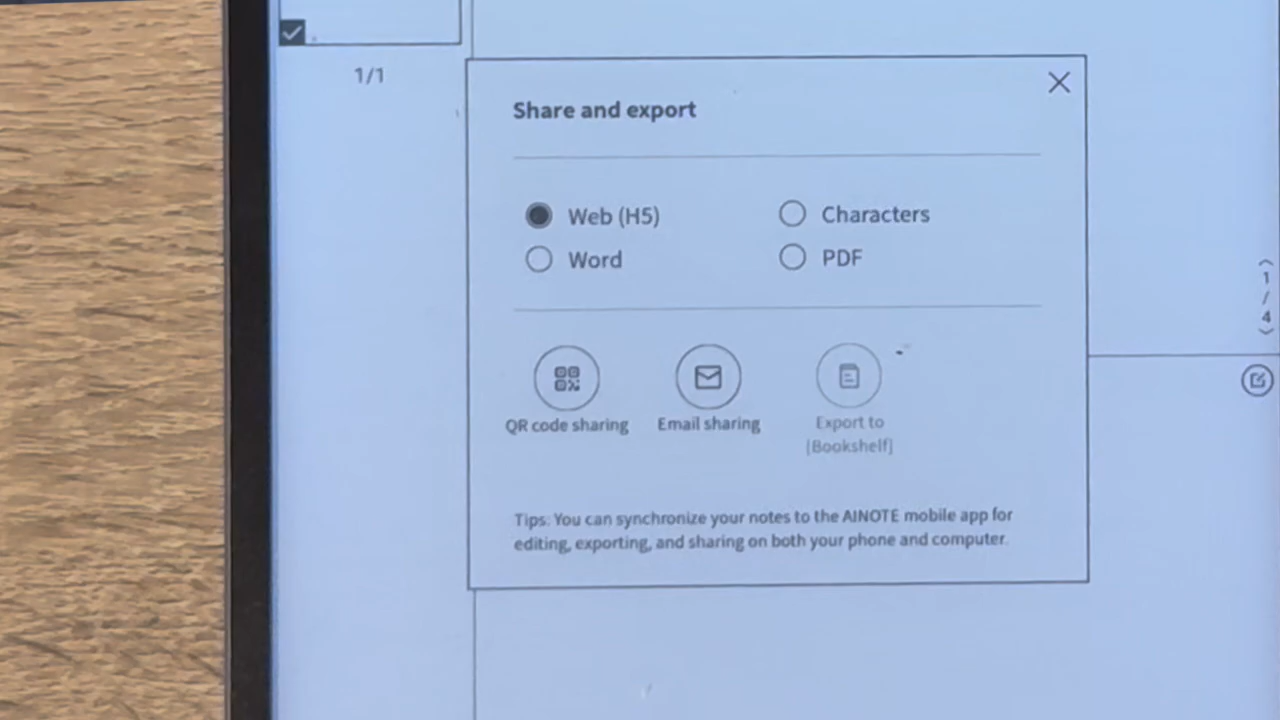 1/1
Share and export
Web (H5)
Characters
Word
PDF
QR code sharing
Email sharing
Export to
[Bookshelf]
Tips: You can synchronize your notes to the AINOTE mobile app for
editing, exporting, and sharing on both your phone and computer.
1
/
4